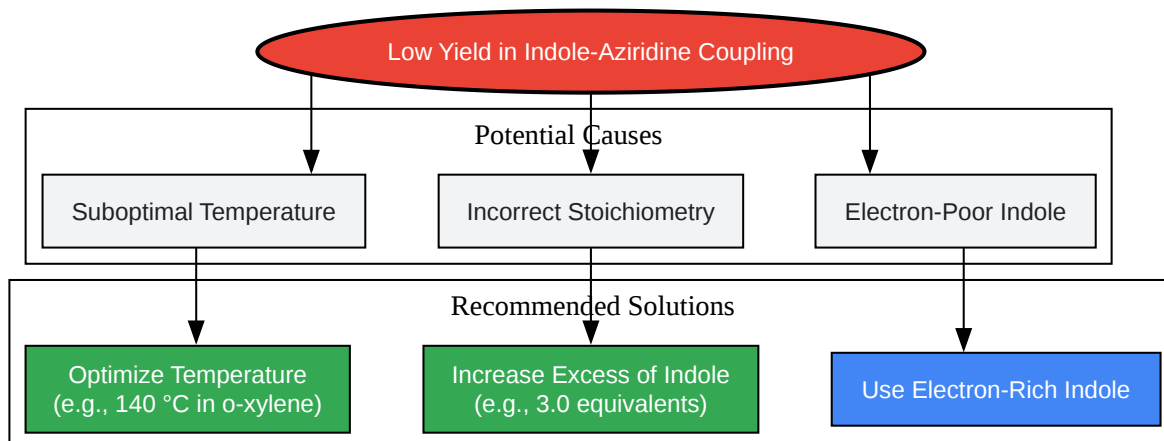 Low Yield in Indole-Aziridine Coupling
Potential Causes
Suboptimal Temperature
Incorrect Stoichiometry
Electron-Poor Indole
Recommended Solutions
Optimize Temperature
(e.g., 140 °C in o-xylene)
Increase Excess of Indole
(e.g., 3.0 equivalents)
Use Electron-Rich Indole